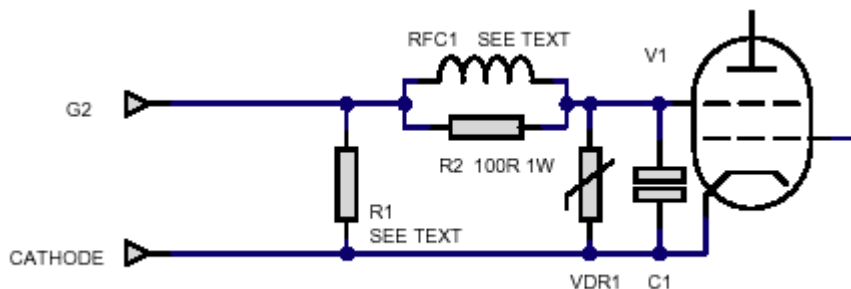 RFC1 SEE TEXT
V1
G2
R2 100R 1W
R1
SEE TEXT
CATHODE
VDR1 C1